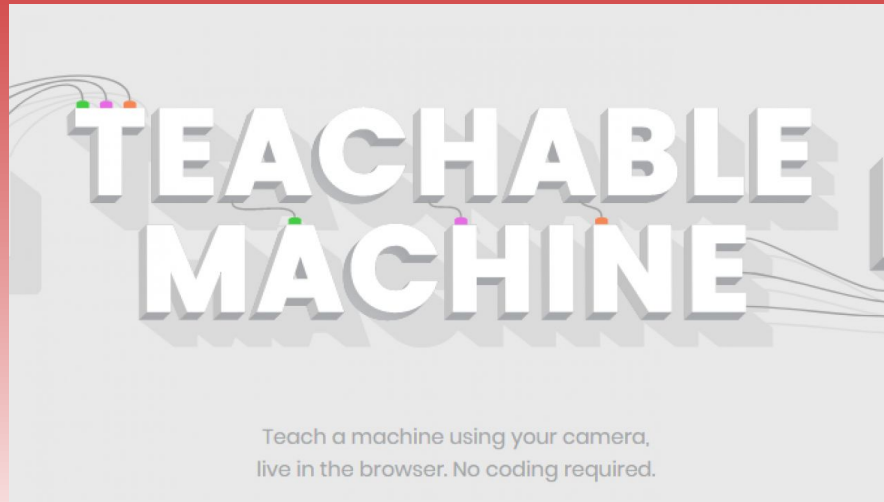 TEACHABLE
MACHINE
Teach a machine using your camera,
live in the browser. No coding required.